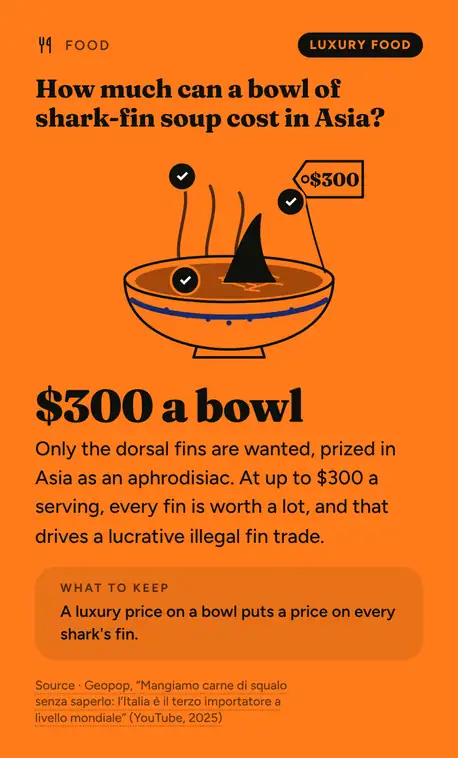 FOOD
LUXURY FOOD
How much can a bowl of
shark-fin soup cost in Asia?
$300
$300 a bowl
Only the dorsal fins are wanted, prized in
Asia as an aphrodisiac. At up to $300 a
serving, every fin is worth a lot, and that
drives a lucrative illegal fin trade.
WHAT TO KEEP
A luxury price on a bowl puts a price on every
shark's fin.
Source · Geopop, “Mangiamo carne di squalo
senza saperlo: l’Italia è il terzo importatore a
livello mondiale” (YouTube, 2025)